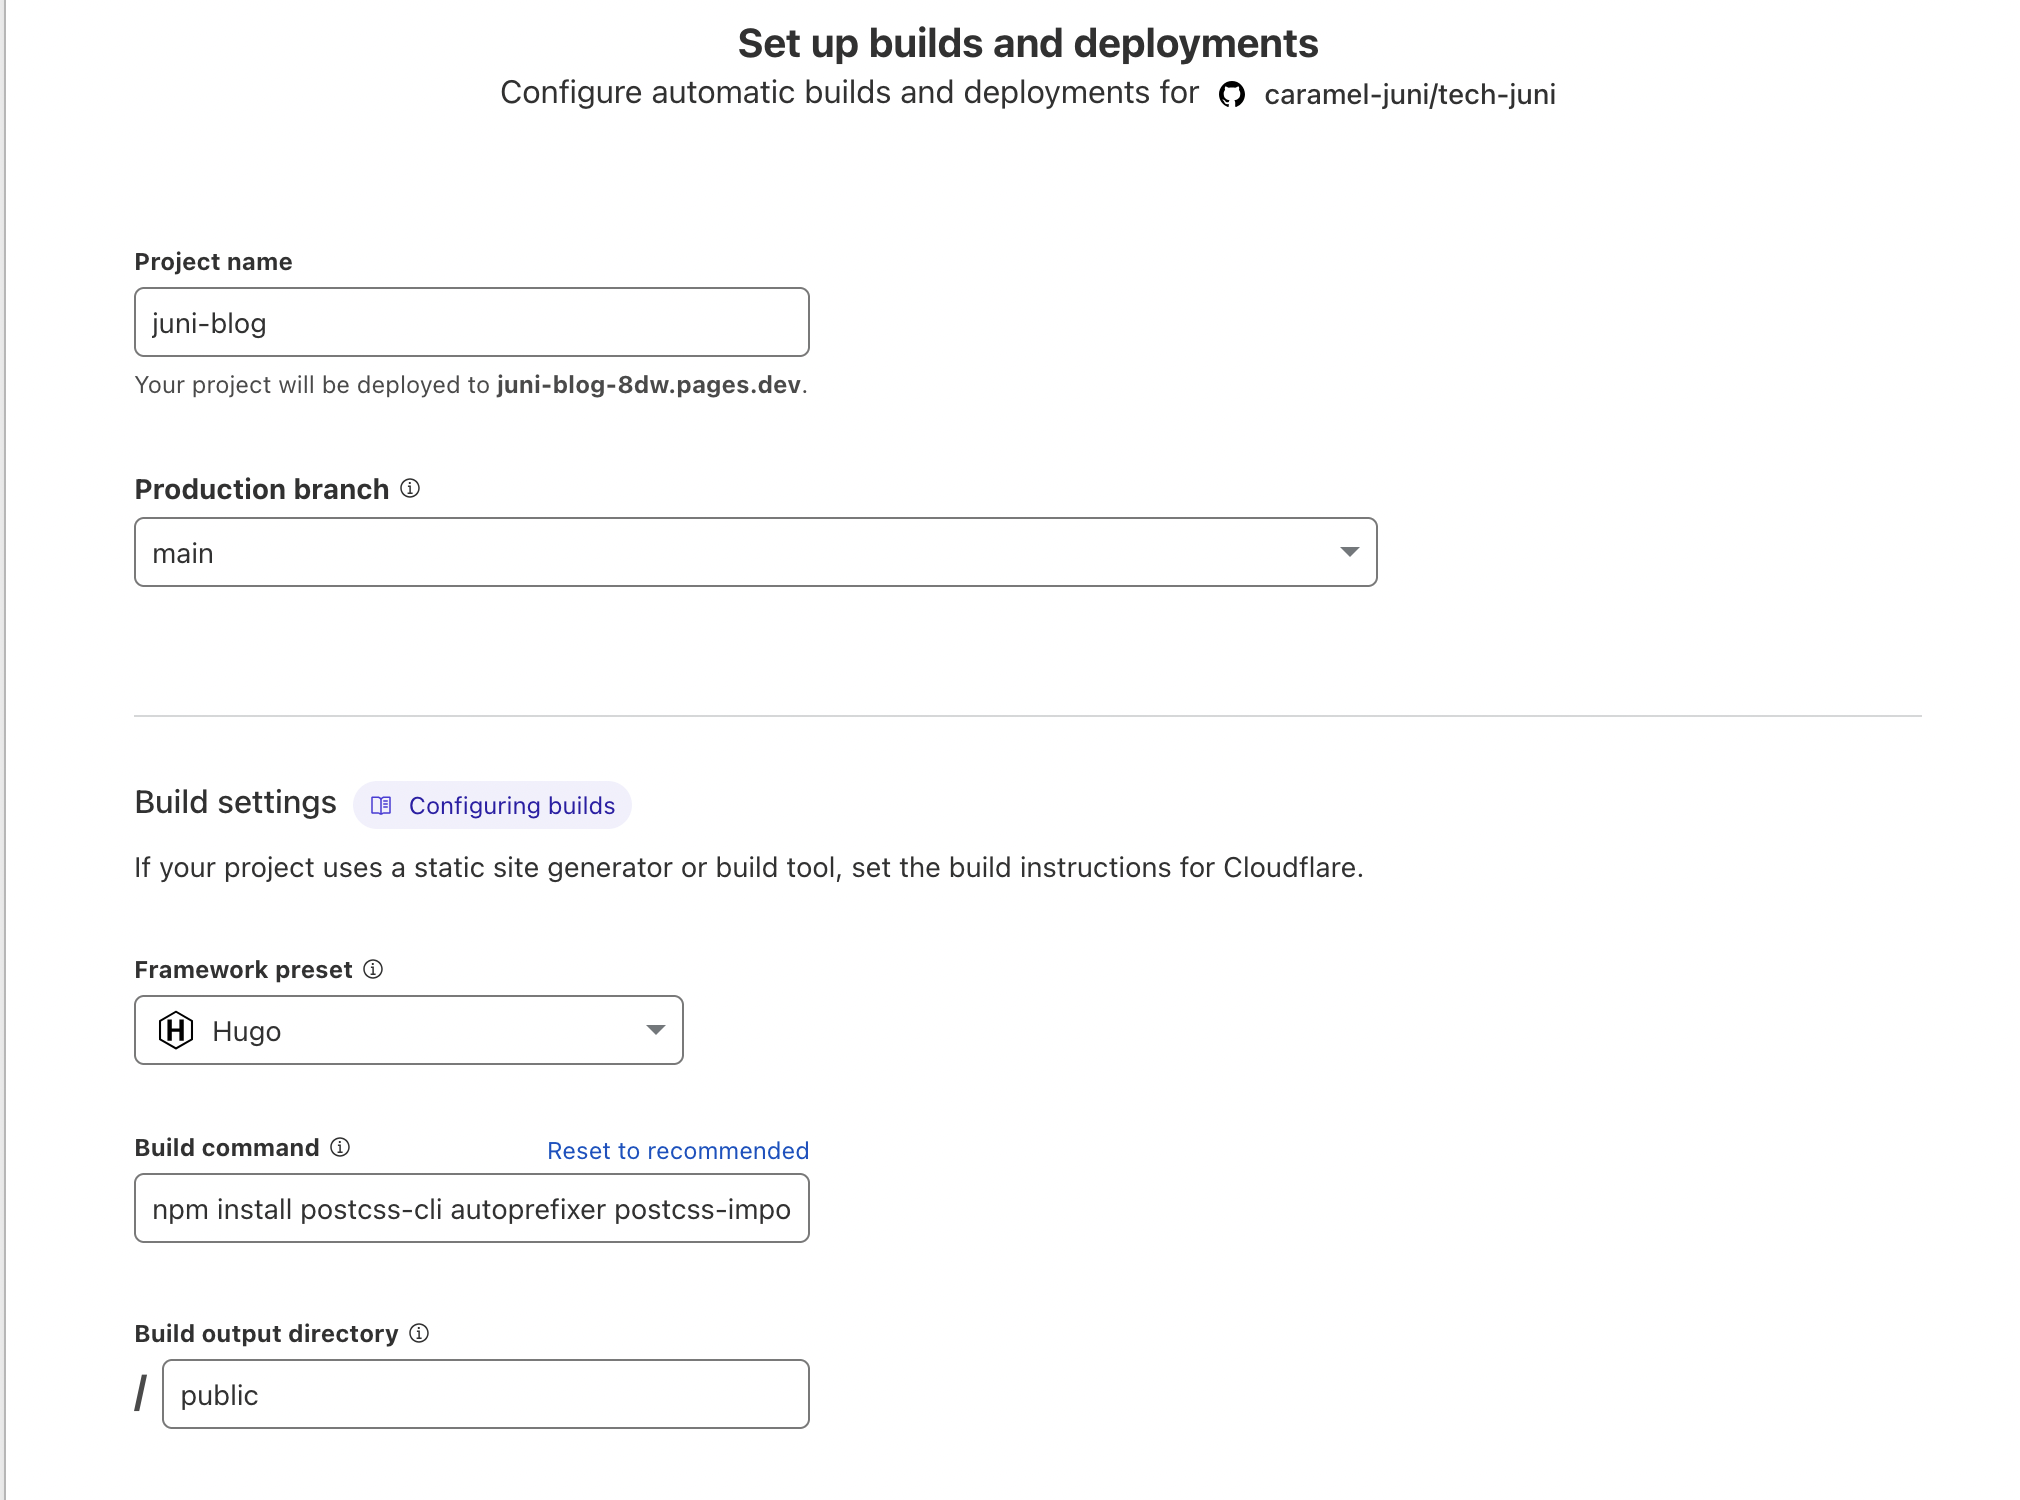 Set up builds and deployments
Configure automatic builds and deployments for caramel-juni/tech-juni
Project name
juni-blog
Your project will be deployed to juni-blog-8dw.pages.dev.
Production branch
main
Build settings Configuring builds
If your project uses a static site generator or build tool, set the build instructions for Cloudflare.
Framework preset
Hugo
Build command Reset to recommended
npm install postcss-cli autoprefixer postcss-impo
Build output directory
/ public